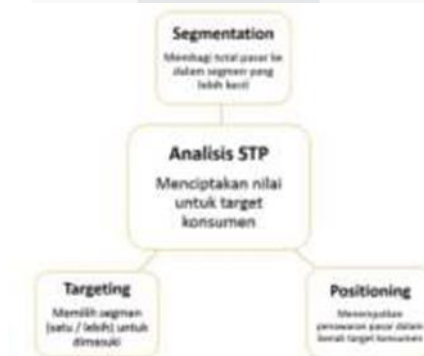 Segmentation
Membagi total pasar ke
dalam segmen yang
lebih kecil
Analisis STP
Menciptakan nilai
untuk target
konsumen
Targeting
Memilih segmen
(satu / lebih) untuk
dimasuki
Positioning
Menempatkan
penawaran pasar dalam
benak target konsumen